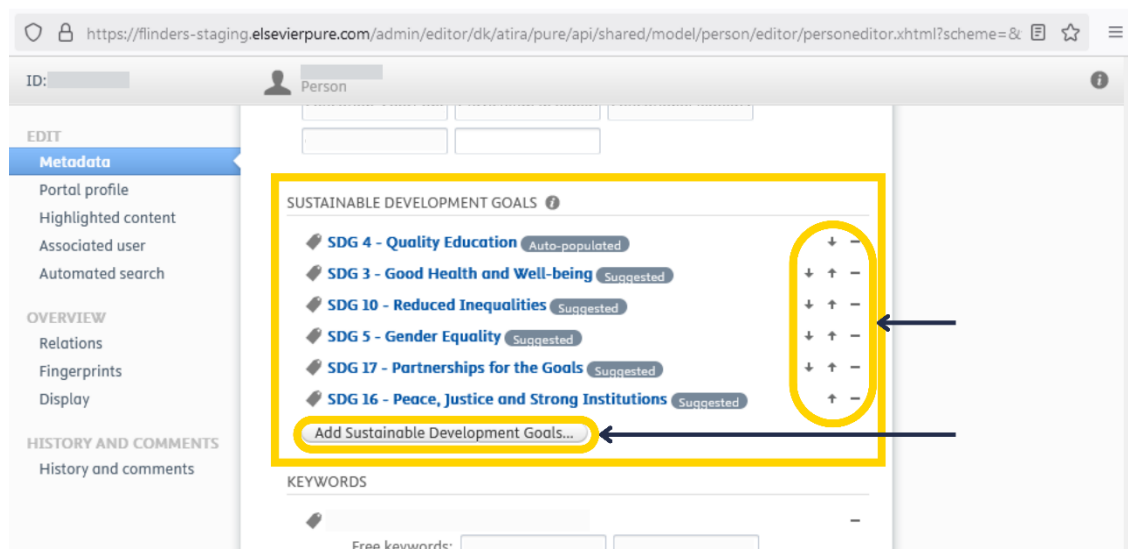 https://flinders-staging.elsevierpure.com/admin/editor/dk/atira/pure/api/shared/model/person/editor/personeditor.xhtml?scheme=&
ID:
Person
EDIT
Metadata
Portal profile
Highlighted content
Associated user
Automated search
OVERVIEW
Relations
Fingerprints
Display
HISTORY AND COMMENTS
History and comments
SUSTAINABLE DEVELOPMENT GOALS
SDG 4 - Quality Education Auto-populated
SDG 3 - Good Health and Well-being Suggested
SDG 10 - Reduced Inequalities Suggested
SDG 5 - Gender Equality Suggested
SDG 17 - Partnerships for the Goals Suggested
SDG 16 - Peace, Justice and Strong Institutions Suggested
Add Sustainable Development Goals...
KEYWORDS
Free keywords: